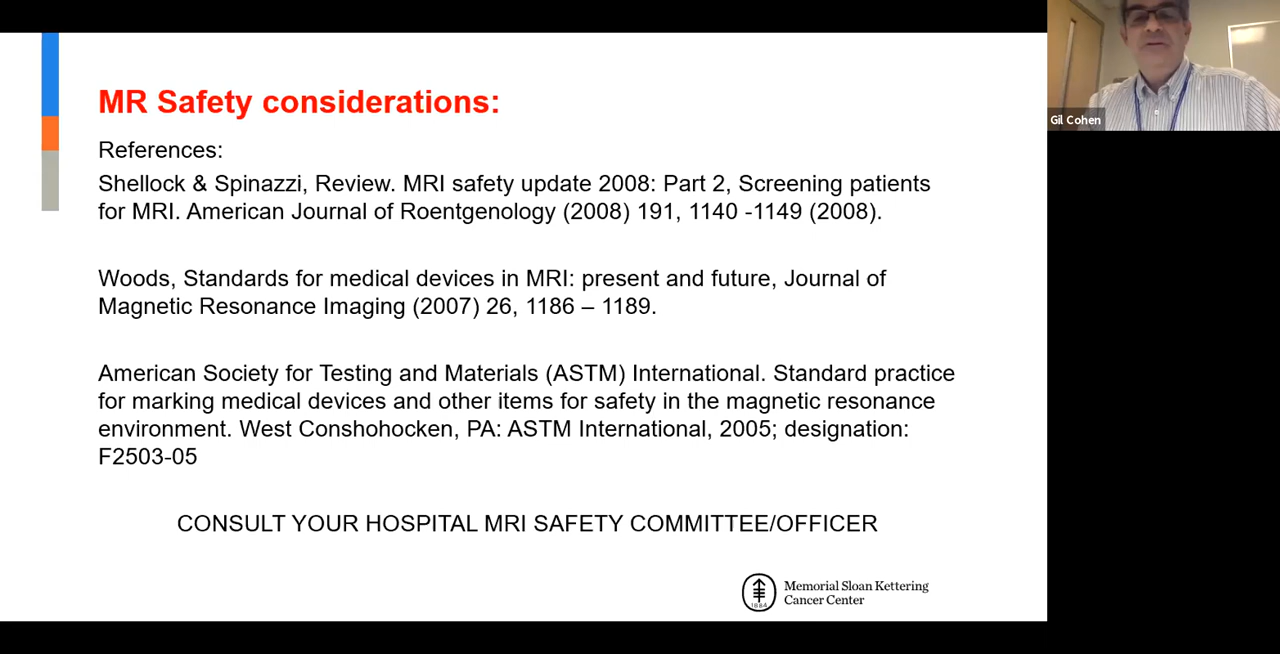 MR Safety considerations:
References:
Shellock & Spinazzi, Review. MRI safety update 2008: Part 2, Screening patients
for MRI. American Journal of Roentgenology (2008) 191, 1140 -1149 (2008).
Woods, Standards for medical devices in MRI: present and future, Journal of
Magnetic Resonance Imaging (2007) 26, 1186 – 1189.
American Society for Testing and Materials (ASTM) International. Standard practice
for marking medical devices and other items for safety in the magnetic resonance
environment. West Conshohocken, PA: ASTM International, 2005; designation:
F2503-05
CONSULT YOUR HOSPITAL MRI SAFETY COMMITTEE/OFFICER
1884
Memorial Sloan Kettering
Cancer Center
Gil Cohen